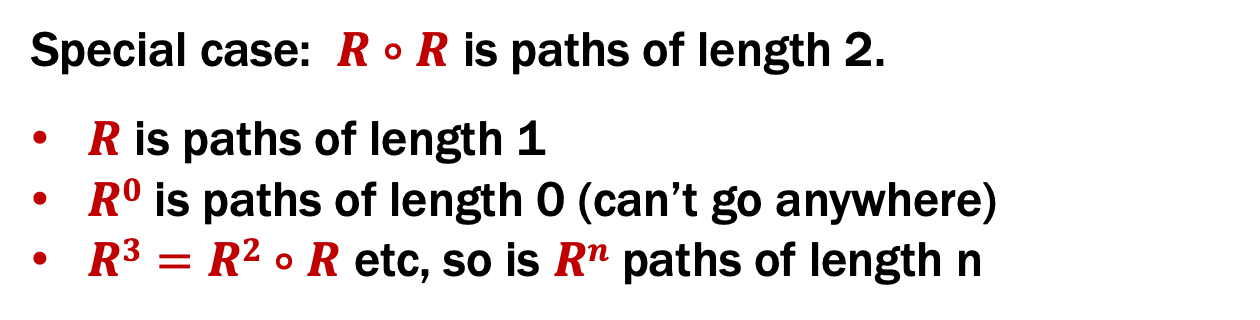 Special case: R ∘ R is paths of length 2.
• R is paths of length 1
• R⁰ is paths of length 0 (can’t go anywhere)
• R³ = R² ∘ R etc, so is Rⁿ paths of length n